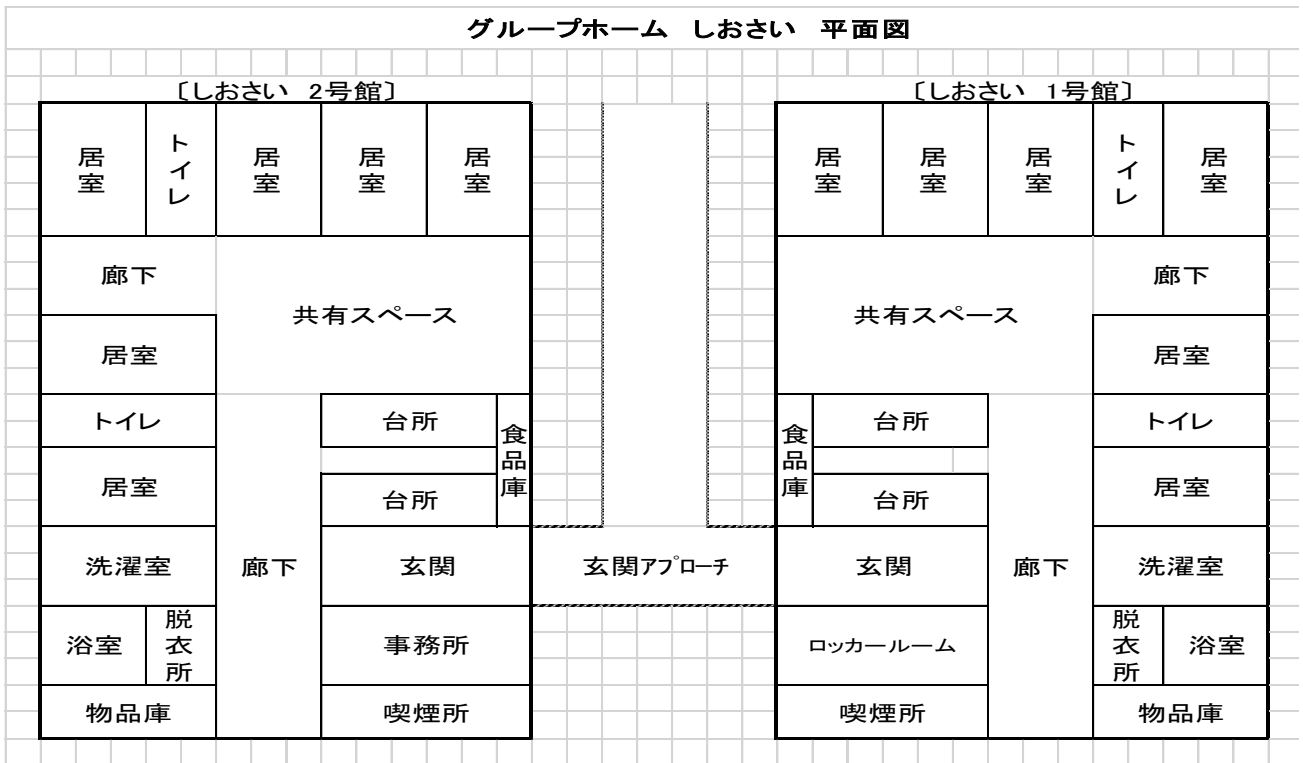 グループホーム しおさい 平面図
〔しおさい 2号館〕
〔しおさい 1号館〕
居室
トイレ
居室
居室
居室
居室
居室
居室
トイレ
居室
廊下
共有スペース
共有スペース
廊下
居室
居室
トイレ
台所
食品庫
食品庫
台所
トイレ
居室
台所
台所
居室
洗濯室
廊下
玄関
玄関アプローチ
玄関
廊下
洗濯室
浴室
脱衣所
事務所
ロッカールーム
脱衣所
浴室
物品庫
喫煙所
喫煙所
物品庫